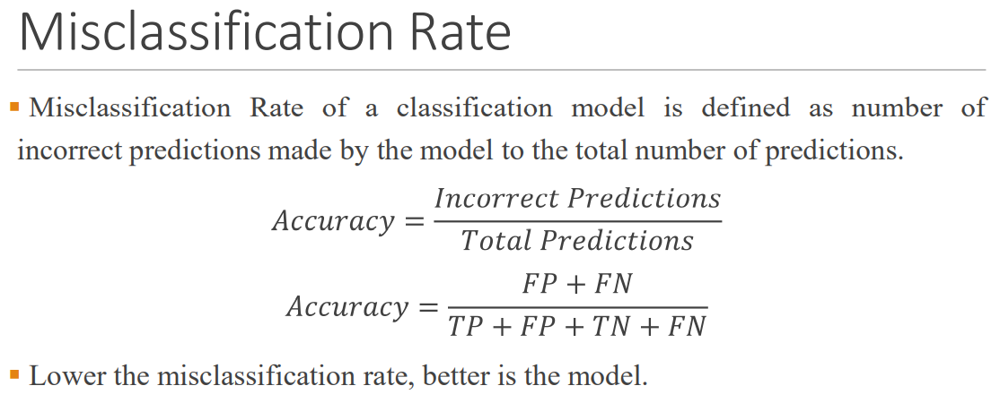 Misclassification Rate
▪ Misclassification Rate of a classification model is defined as number of
incorrect predictions made by the model to the total number of predictions.
Accuracy = Incorrect Predictions / Total Predictions
Accuracy = FP + FN / TP + FP + TN + FN
▪ Lower the misclassification rate, better is the model.